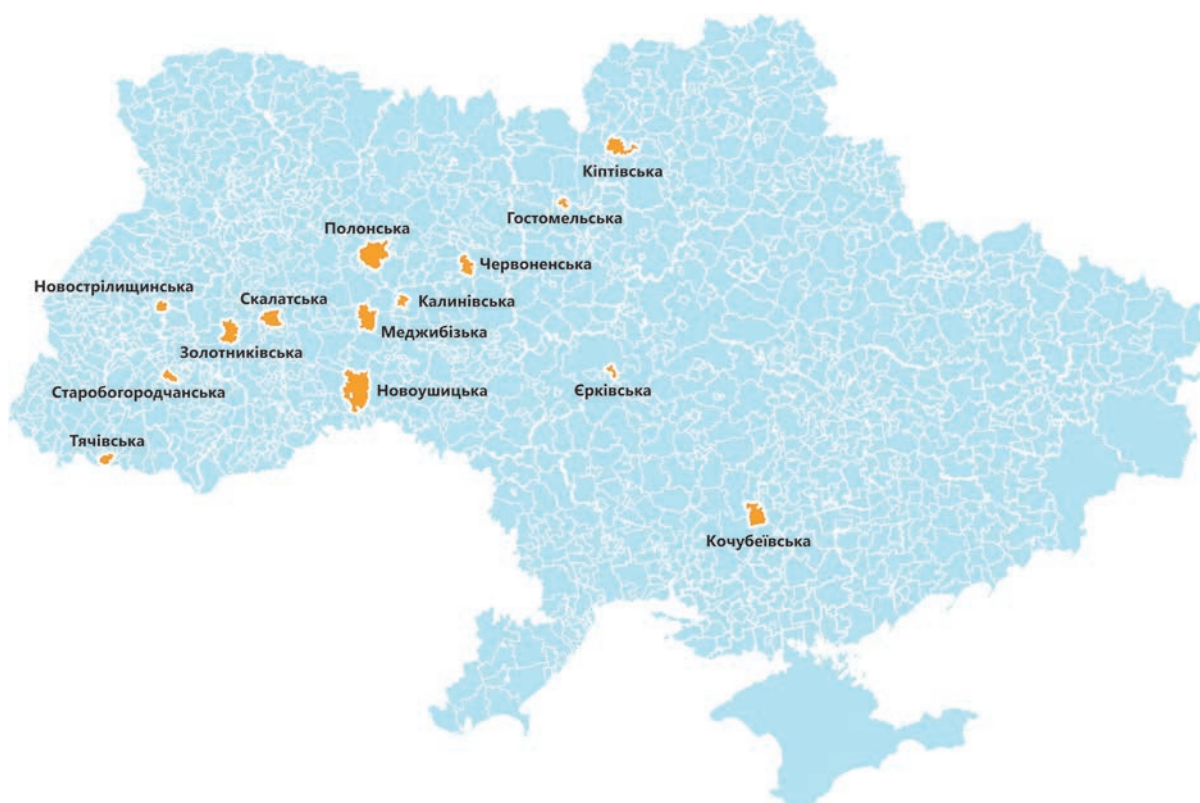 Кіптівська
Гостомельська
Полонська
Червоненська
Новострілищинська
Скалатська
Калинівська
Меджибізька
Золотниківська
Старобогородчанська
Новоушицька
Єрківська
Тячівська
Кочубеївська